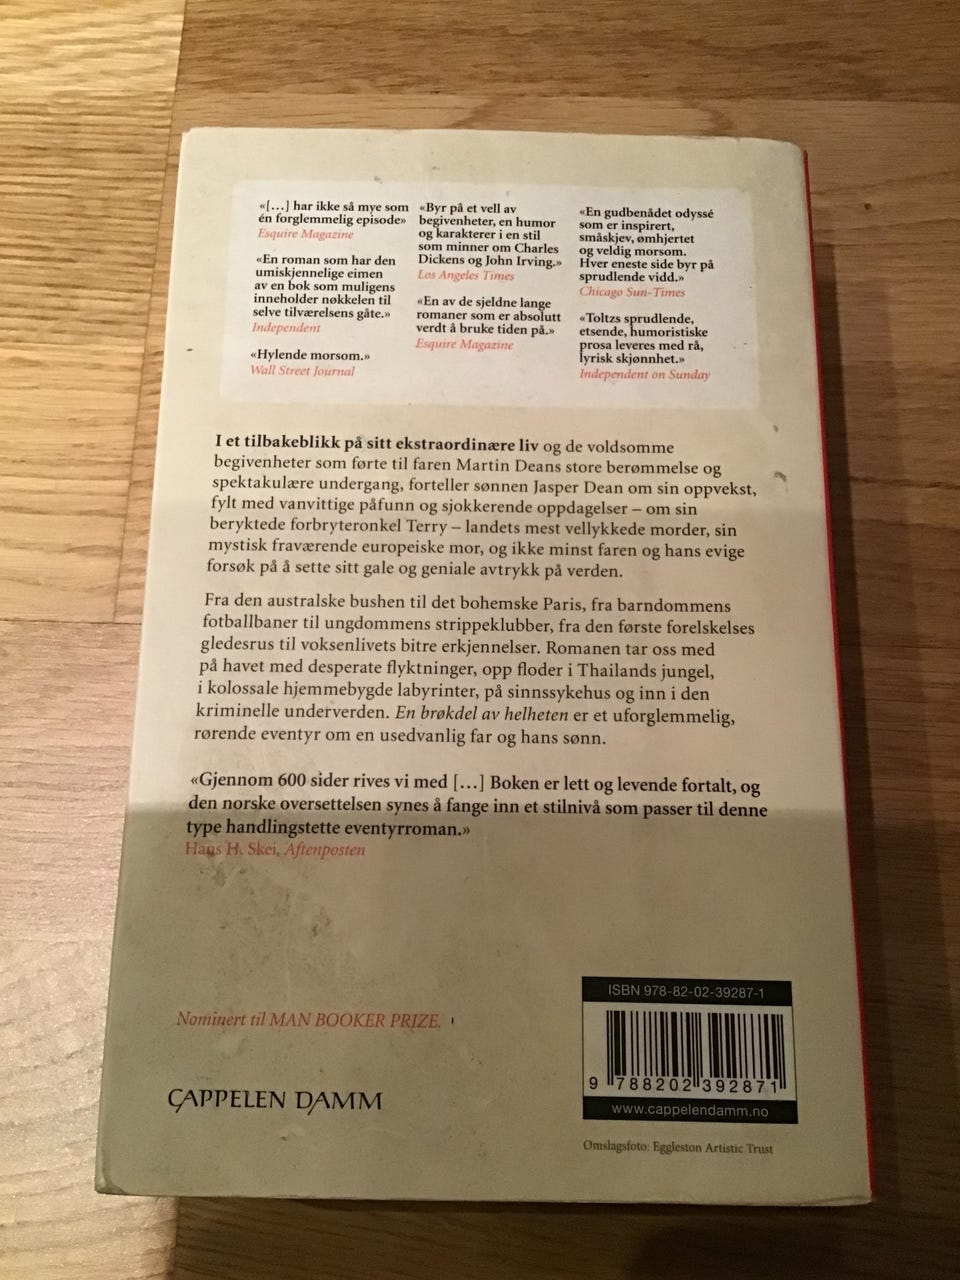 «[…] har ikke så mye som
én forglemmelig episode»
Esquire Magazine
«En roman som har den
umiskjennelige eimen
av en bok som muligens
inneholder nøkkelen til
selve tilværelsens gåte.»
Independent
«Hylende morsom.»
Wall Street Journal
«Byr på et vell av
begivenheter, en humor
og karakterer i en stil
som minner om Charles
Dickens og John Irving.»
Los Angeles Times
«En av de sjeldne lange
romaner som er absolutt
verdt å bruke tiden på.»
Esquire Magazine
«En gudbenådet odyssé
som er inspirert,
småskjev, ømhjertet
og veldig morsom.
Hver eneste side byr på
sprudlende vidd.»
Chicago Sun-Times
«Toltzs sprudlende,
etsende, humoristiske
prosa leveres med rå,
lyrisk skjønnhet.»
Independent on Sunday
I et tilbakeblikk på sitt ekstraordinære liv og de voldsomme
begivenheter som førte til faren Martin Deans store berømmelse og
spektakulære undergang, forteller sønnen Jasper Dean om sin oppvekst,
fylt med vanvittige påfunn og sjokkerende oppdagelser – om sin
beryktede forbryteronkel Terry – landets mest vellykkede morder, sin
mystisk fraværende europeiske mor, og ikke minst faren og hans evige
forsøk på å sette sitt gale og geniale avtrykk på verden.
Fra den australske bushen til det bohemske Paris, fra barndommens
fotballbaner til ungdommens strippeklubber, fra den første forelskelses
gledesrus til voksenlivets bitre erkjennelser. Romanen tar oss med
på havet med desperate flyktninger, opp floder i Thailands jungel,
i kolossale hjemmebygde labyrinter, på sinnssykehus og inn i den
kriminelle underverden. En brøkdel av helheten er et uforglemmelig,
rørende eventyr om en usedvanlig far og hans sønn.
«Gjennom 600 sider rives vi med […] Boken er lett og levende fortalt, og
den norske oversettelsen synes å fange inn et stilnivå som passer til denne
type handlingstette eventyrroman.»
Hans H. Skei, Aftenposten
Nominert til MAN BOOKER PRIZE.
CAPPELEN DAMM
ISBN 978-82-02-39287-1
9 788202 392871
www.cappelendamm.no
Omslagsfoto: Eggleston Artistic Trust